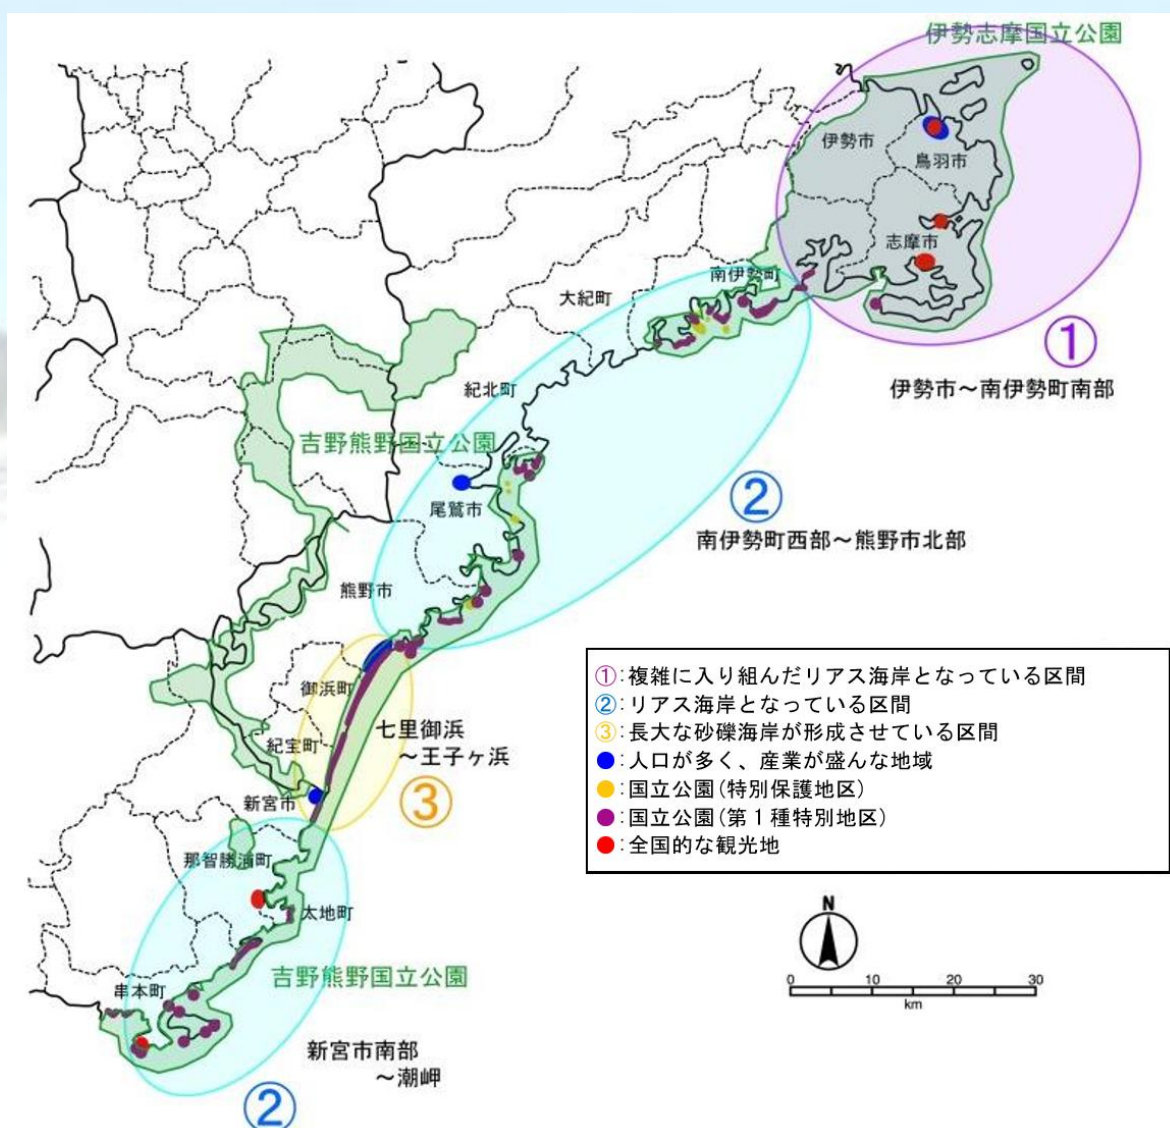 伊勢志摩国立公園
伊勢市
鳥羽市
志摩市
南伊勢町
大紀町
①
伊勢市～南伊勢町南部
紀北町
吉野熊野国立公園
尾鷲市
②
南伊勢町西部～熊野市北部
熊野市
御浜町
七里御浜
～王子ヶ浜
紀宝町
③
新宮市
那智勝浦町
太地町
吉野熊野国立公園
串本町
新宮市南部
～潮岬
②
①:複雑に入り組んだリアス海岸となっている区間
②:リアス海岸となっている区間
③:長大な砂礫海岸が形成させている区間
●:人口が多く、産業が盛んな地域
●:国立公園(特別保護地区)
●:国立公園(第１種特別地区)
●:全国的な観光地
N
0 10 20 30
km